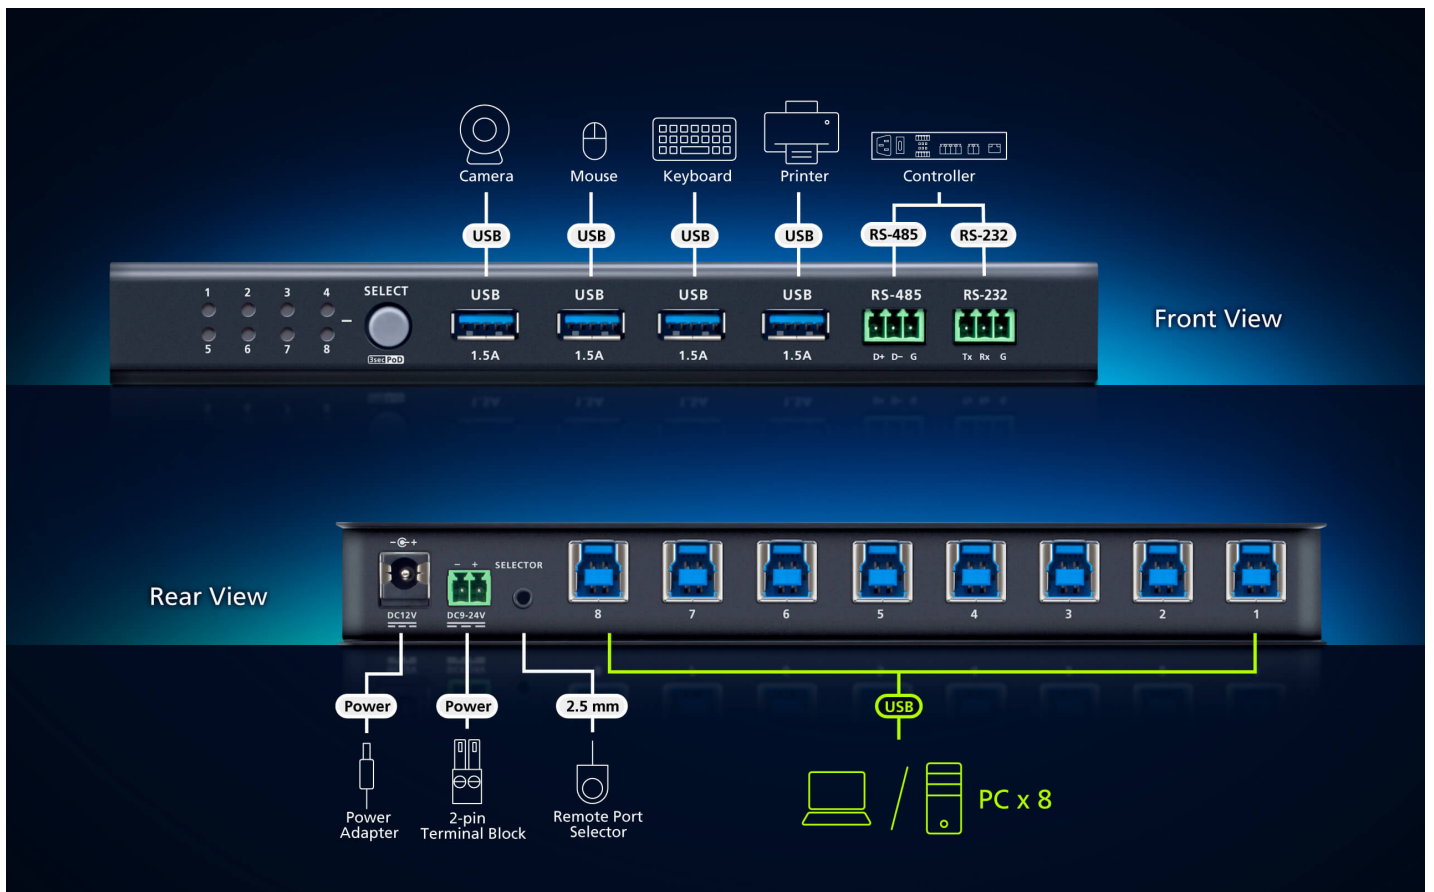 Camera
Mouse
Keyboard
Printer
Controller
USB
USB
USB
USB
RS-485
RS-232
1 2 3 4
SELECT
USB
USB
USB
USB
RS-485
RS-232
5 6 7 8
3sec PoD
1.5A
1.5A
1.5A
1.5A
D+ D– G
Tx Rx G
Front View
Rear View
– +
– +
SELECTOR
DC12V
DC9-24V
8 7 6 5 4 3 2 1
Power
Power
2.5 mm
USB
Power
Adapter
2-pin
Terminal Block
Remote Port
Selector
PC x 8